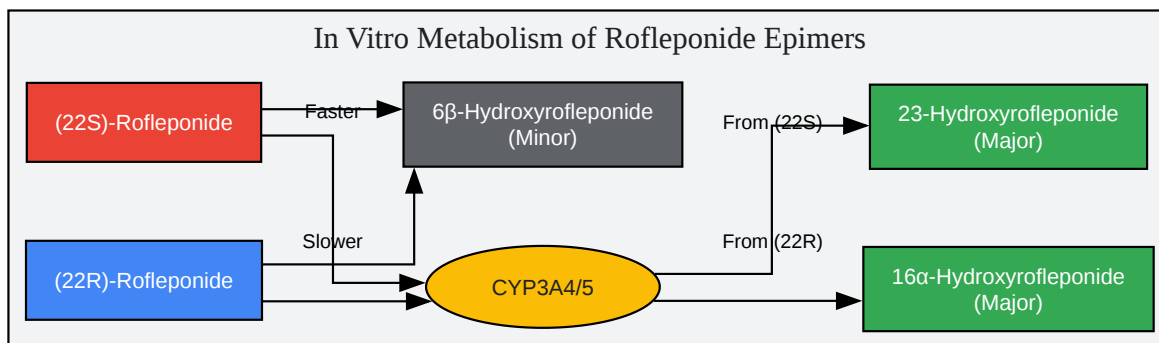 In Vitro Metabolism of Rofleponide Epimers
(22S)-Rofleponide
Faster
6β-Hydroxyrofleponide
(Minor)
From (22S)
23-Hydroxyrofleponide
(Major)
(22R)-Rofleponide
Slower
CYP3A4/5
From (22R)
16α-Hydroxyrofleponide
(Major)